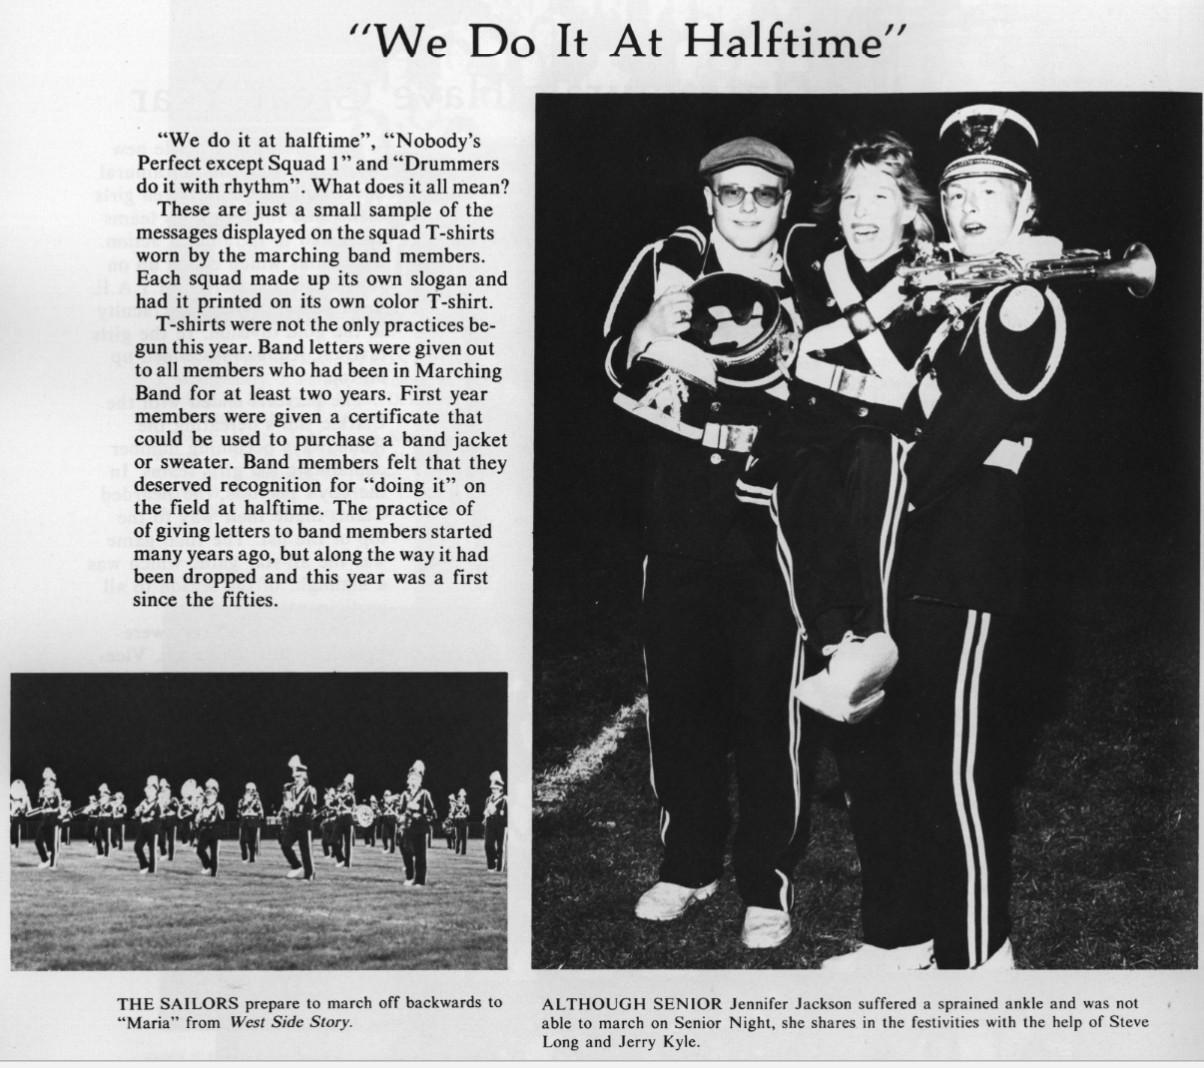 "We Do It At Halftime"
"We do it at halftime", "Nobody's
Perfect except Squad 1" and "Drummers
do it with rhythm". What does it all mean?
These are just a small sample of the
messages displayed on the squad T-shirts
worn by the marching band members.
Each squad made up its own slogan and
had it printed on its own color T-shirt.
T-shirts were not the only practices be-
gun this year. Band letters were given out
to all members who had been in Marching
Band for at least two years. First year
members were given a certificate that
could be used to purchase a band jacket
or sweater. Band members felt that they
deserved recognition for "doing it" on
the field at halftime. The practice of
of giving letters to band members started
many years ago, but along the way it had
been dropped and this year was a first
since the fifties.
THE SAILORS prepare to march off backwards to
"Maria" from West Side Story.
ALTHOUGH SENIOR Jennifer Jackson suffered a sprained ankle and was not
able to march on Senior Night, she shares in the festivities with the help of Steve
Long and Jerry Kyle.